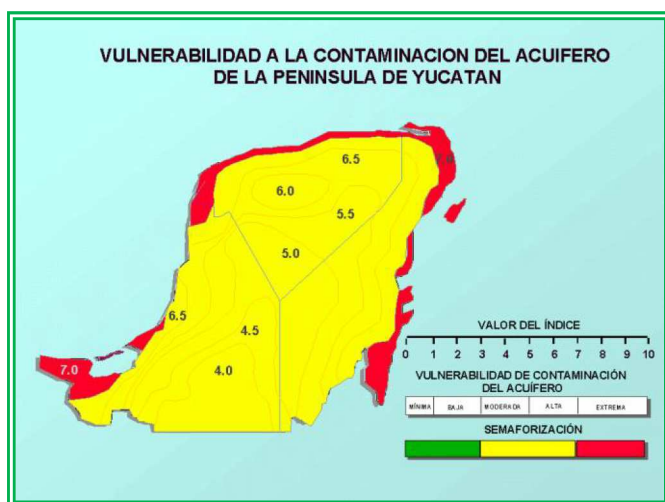 VULNERABILIDAD A LA CONTAMINACION DEL ACUIFERO
DE LA PENINSULA DE YUCATAN
7.0
6.5
6.0
5.5
5.0
6.5
4.5
4.0
7.0
VALOR DEL ÍNDICE
0 1 2 3 4 5 6 7 8 9 10
VULNERABILIDAD DE CONTAMINACIÓN
DEL ACUÍFERO
MÍNIMA BAJA MODERADA ALTA EXTREMA
SEMAFORIZACIÓN